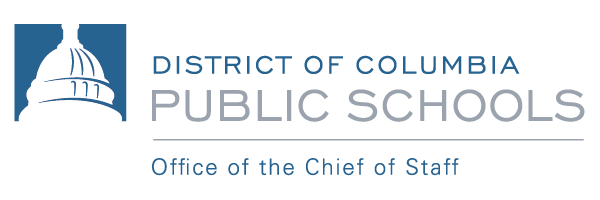 DISTRICT OF COLUMBIA
PUBLIC SCHOOLS
Office of the Chief of Staff